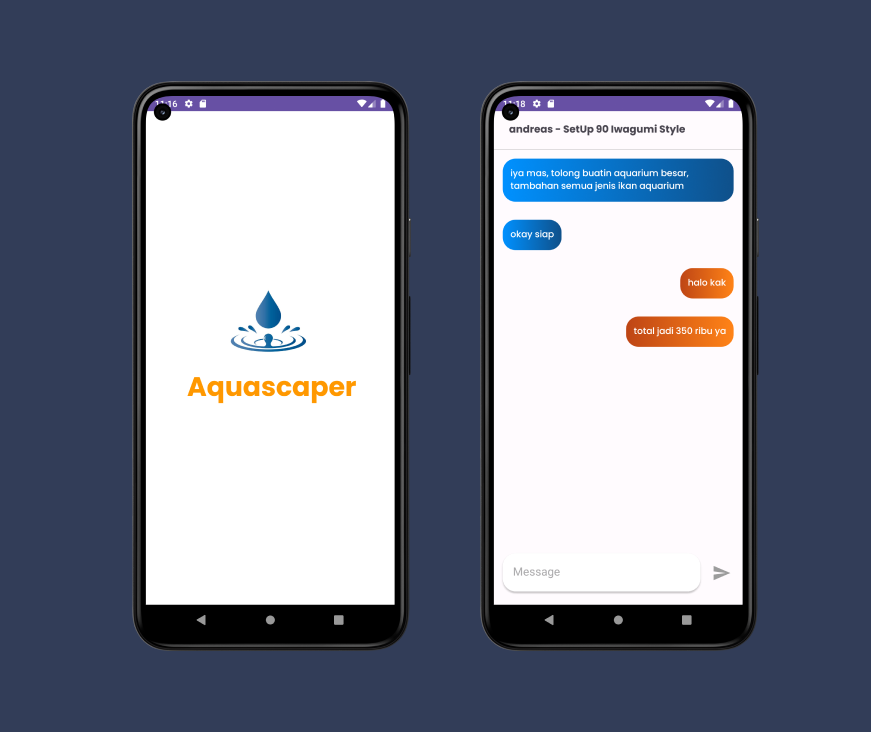 11:16
Aquascaper
11:18
andreas - SetUp 90 Iwagumi Style
iya mas, tolong buatin aquarium besar,
tambahan semua jenis ikan aquarium
okay siap
halo kak
total jadi 350 ribu ya
Message